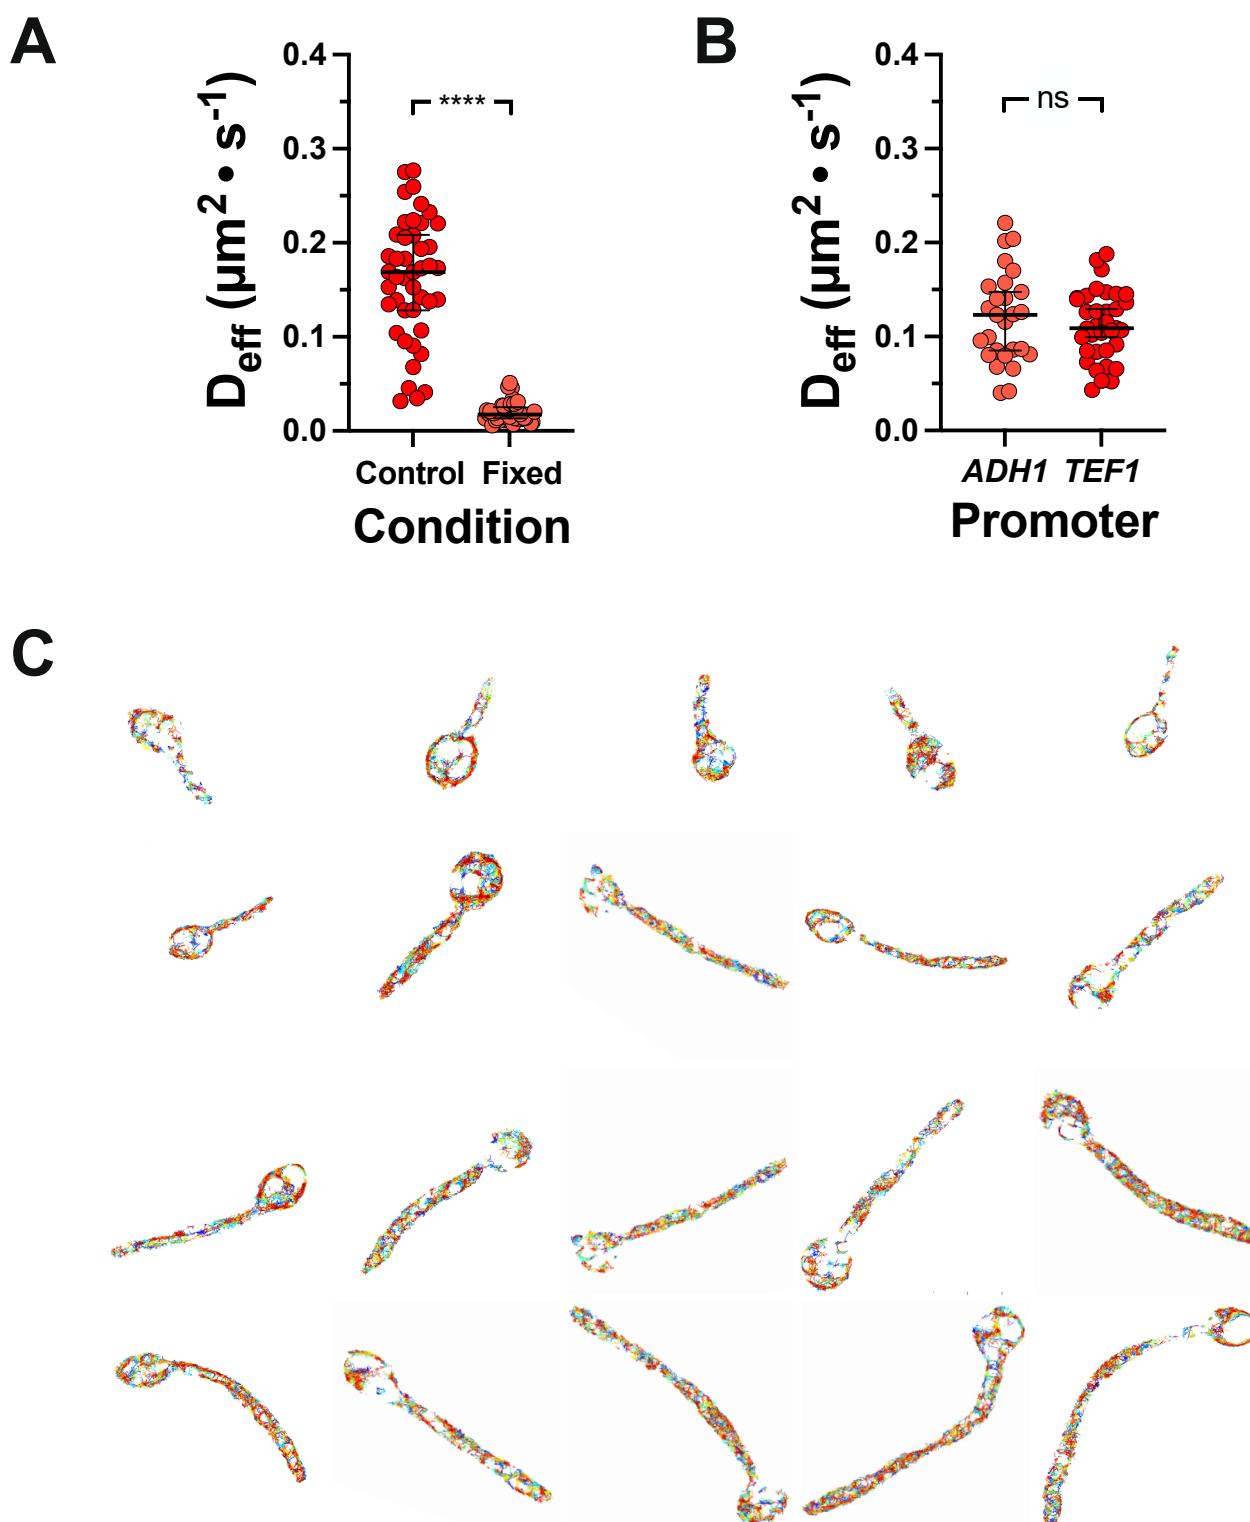 A
B
0.4
0.3
0.2
0.1
0.0
Deff (μm² • s⁻¹)
****
Control Fixed
Condition
0.4
0.3
0.2
0.1
0.0
Deff (μm² • s⁻¹)
ns
ADH1 TEF1
Promoter
C